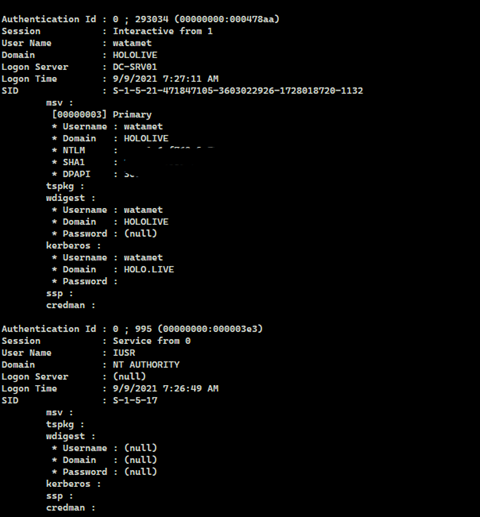 Authentication Id : 0 ; 293034 (00000000:000478aa)
Session           : Interactive from 1
User Name         : watamet
Domain            : HOLOLIVE
Logon Server      : DC-SRV01
Logon Time        : 9/9/2021 7:27:11 AM
SID               : S-1-5-21-471847105-3603022926-1728018720-1132
        msv :
         [00000003] Primary
         * Username : watamet
         * Domain   : HOLOLIVE
         * NTLM     :
         * SHA1     :
         * DPAPI    :
        tspkg :
        wdigest :
         * Username : watamet
         * Domain   : HOLOLIVE
         * Password : (null)
        kerberos :
         * Username : watamet
         * Domain   : HOLO.LIVE
         * Password :
        ssp :
        credman :
Authentication Id : 0 ; 995 (00000000:000003e3)
Session           : Service from 0
User Name         : IUSR
Domain            : NT AUTHORITY
Logon Server      : (null)
Logon Time        : 9/9/2021 7:26:49 AM
SID               : S-1-5-17
        msv :
        tspkg :
        wdigest :
         * Username : (null)
         * Domain   : (null)
         * Password : (null)
        kerberos :
        ssp :
        credman :